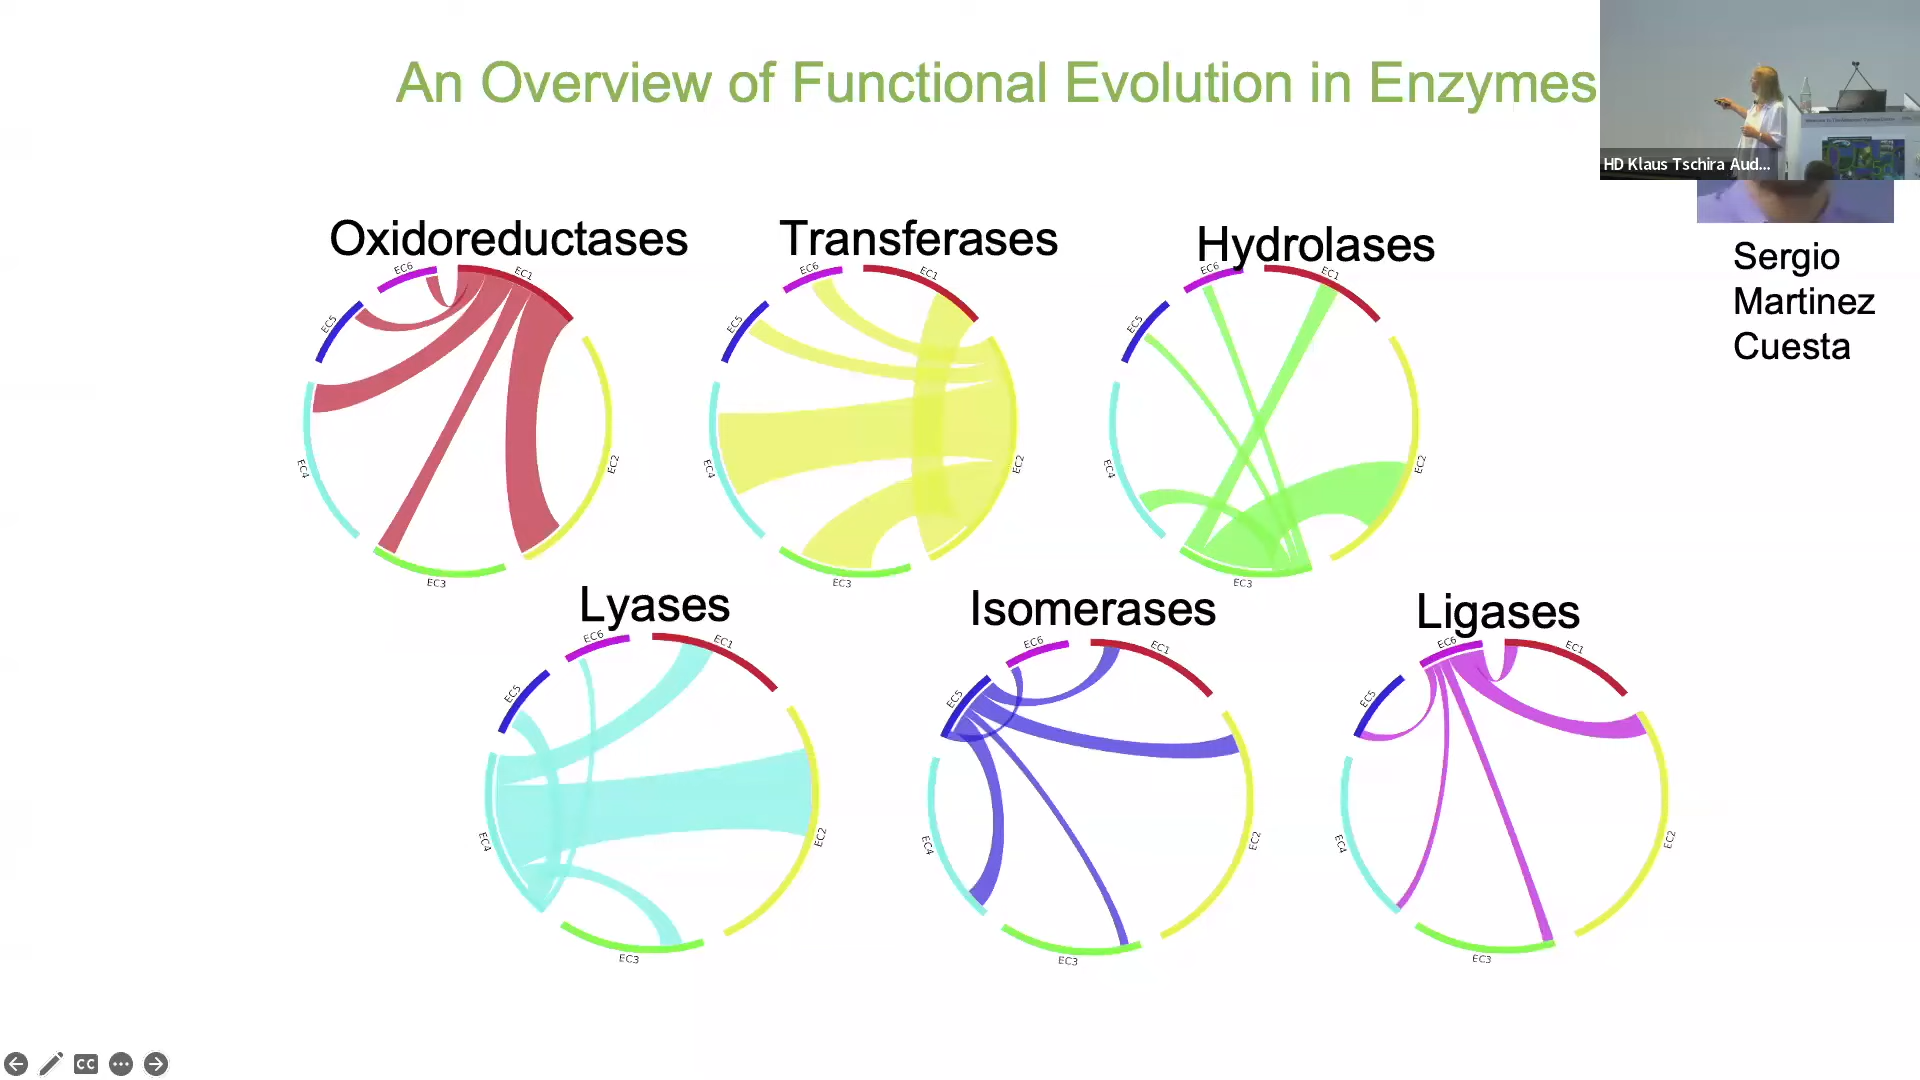 An Overview of Functional Evolution in Enzymes
HD Klaus Tschira Aud...
Sergio
Martinez
Cuesta
Oxidoreductases
EC6
EC1
EC5
EC2
EC4
EC3
Transferases
EC6
EC1
EC5
EC2
EC4
EC3
Hydrolases
EC6
EC1
EC5
EC2
EC4
EC3
Lyases
EC6
EC1
EC5
EC2
EC4
EC3
Isomerases
EC6
EC1
EC5
EC2
EC4
EC3
Ligases
EC6
EC1
EC5
EC2
EC4
EC3
CC